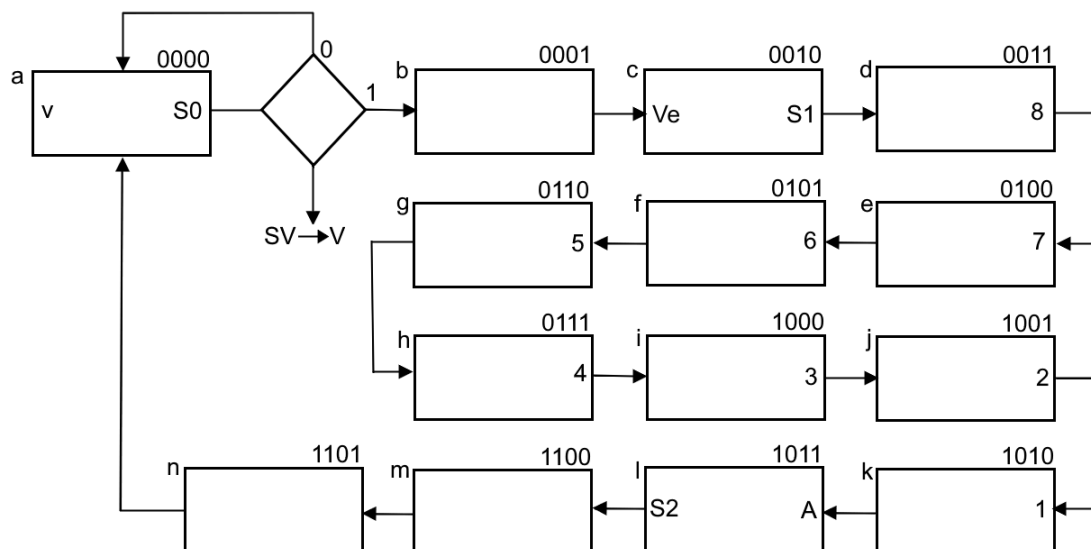 0
a 0000
v S0
1
b 0001
c 0010
Ve S1
d 0011
8
SV→V
g 0110
5
f 0101
6
e 0100
7
h 0111
4
i 1000
3
j 1001
2
n 1101
m 1100
l 1011
S2 A
k 1010
1